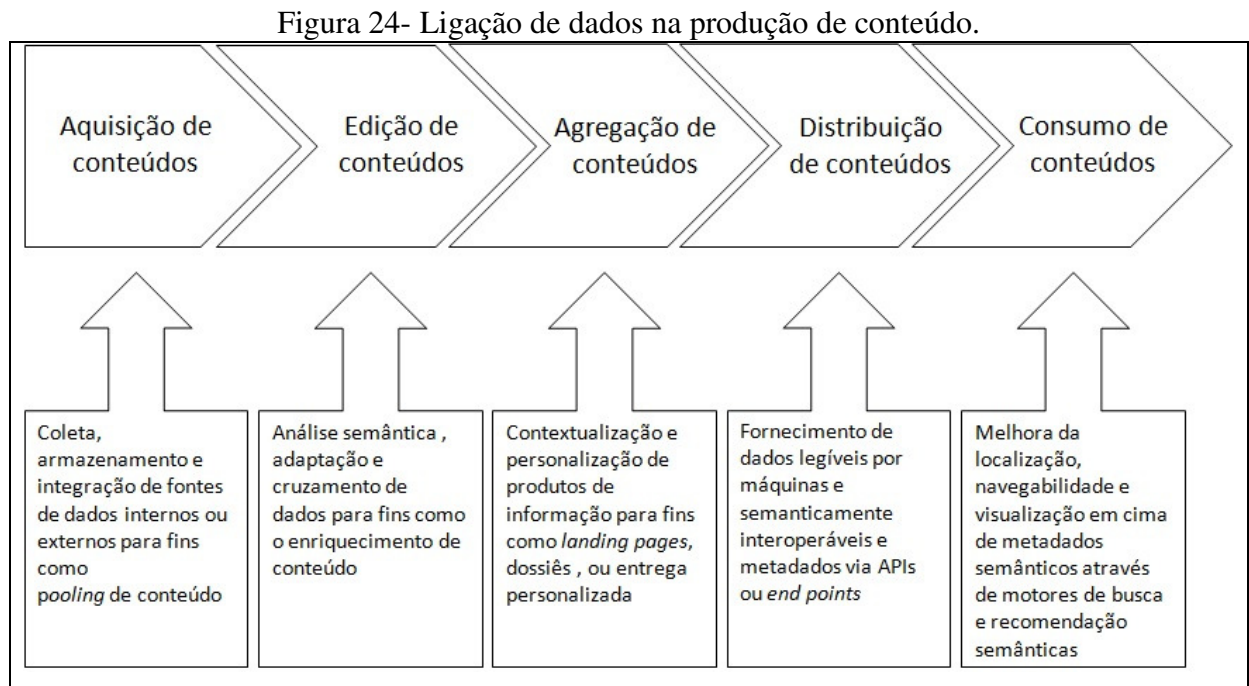 Figura 24- Ligação de dados na produção de conteúdo.
Aquisição de
conteúdos
Edição de
conteúdos
Agregação de
conteúdos
Distribuição
de conteúdos
Consumo de
conteúdos
Coleta,
armazenamento e
integração de fontes
de dados internos ou
externos para fins
como
pooling de conteúdo
Análise semântica ,
adaptação e
cruzamento de
dados para fins como
o enriquecimento de
conteúdo
Contextualização e
personalização de
produtos de
informação para fins
como landing pages,
dossiês , ou entrega
personalizada
Fornecimento de
dados legíveis por
máquinas e
semanticamente
interoperáveis e
metadados via APIs
ou end points
Melhora da
localização,
navegabilidade e
visualização em cima
de metadados
semânticos através
de motores de busca
e recomendação
semânticas